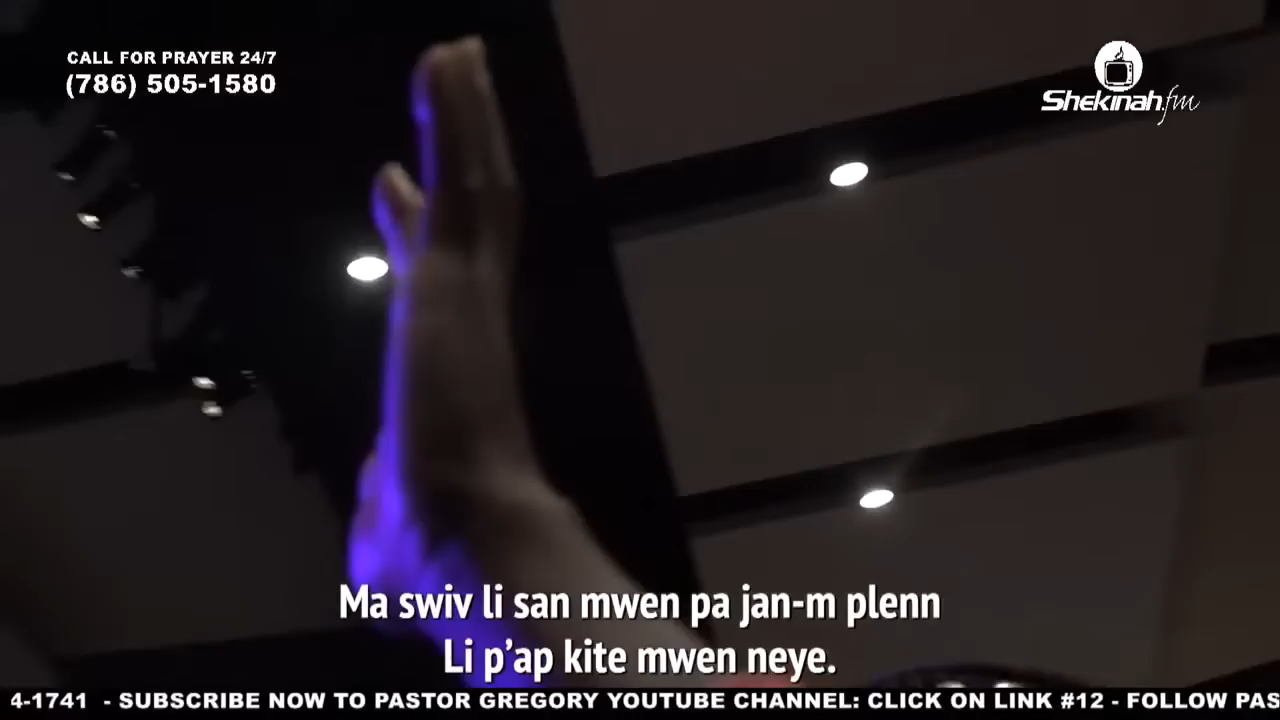 CALL FOR PRAYER 24/7
(786) 505-1580
Shekinah.fm
Ma swiv li san mwen pa jan-m plenn
Li p'ap kite mwen neye.
4-1741 - SUBSCRIBE NOW TO PASTOR GREGORY YOUTUBE CHANNEL: CLICK ON LINK #12 - FOLLOW PAS